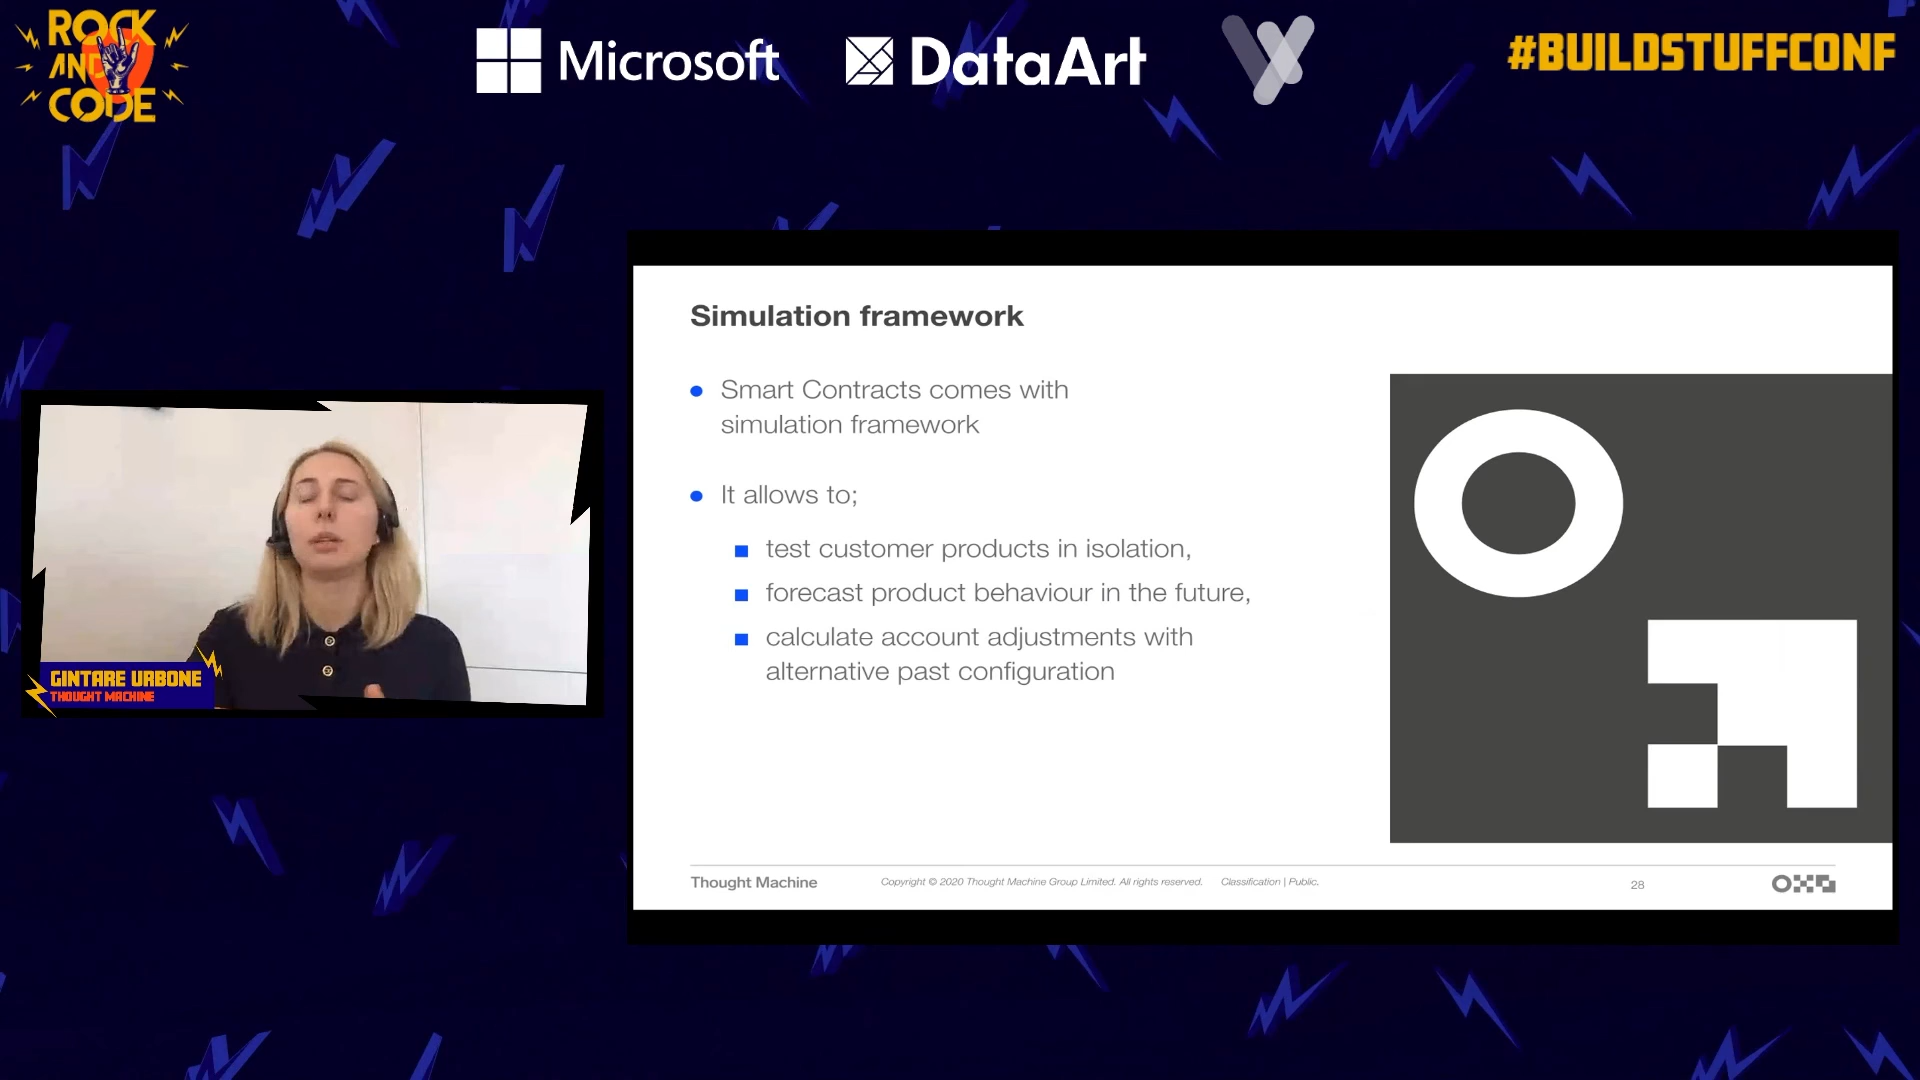 ROCK
AND
CODE
Microsoft
DataArt
#BUILDSTUFFCONF
Simulation framework
Smart Contracts comes with
simulation framework
It allows to;
test customer products in isolation,
forecast product behaviour in the future,
calculate account adjustments with
alternative past configuration
GINTARE URBONE
THOUGHT MACHINE
Thought Machine
Copyright © 2020 Thought Machine Group Limited. All rights reserved.
Classification | Public.
28